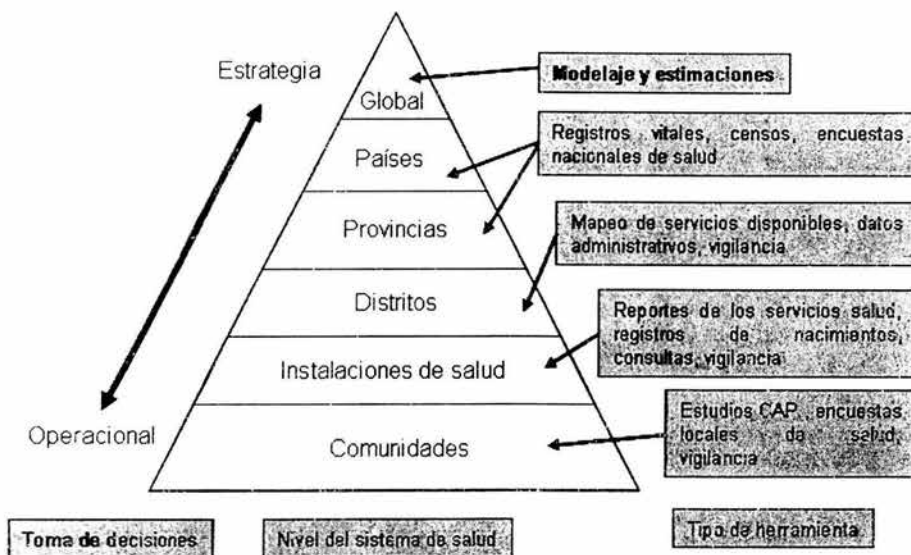 Estrategia
Modelaje y estimaciones
Global
Registros vitales, censos, encuestas
nacionales de salud
Países
Provincias
Mapeo de servicios disponibles, datos
administrativos, vigilancia
Distritos
Reportes de los servicios salud,
registros de nacimientos,
consultas, vigilancia
Instalaciones de salud
Operacional
Estudios CAP, encuestas
locales da salud,
vigilancia
Comunidades
Toma de decisiones
Nivel del sistema de salud
Tipo de herramienta